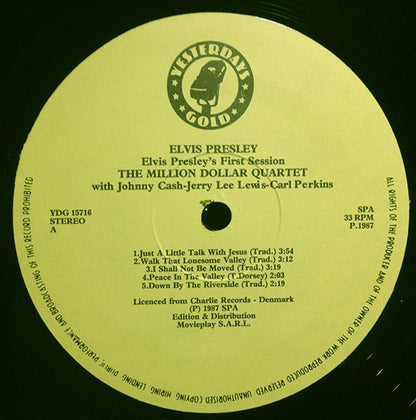 YESTERDAYS
GOLD
ELVIS PRESLEY
Elvis Presley's First Session
THE MILLION DOLLAR QUARTET
with Johnny Cash-Jerry Lee Lewis-Carl Perkins
YDG 15716
STEREO
A
SPA
33 RPM
P.1987
1.Just A Little Talk With Jesus (Trad.) 3:54
2.Walk That Lonesome Valley (Trad.) 3:12
3.I Shall Not Be Moved (Trad.) 3:19
4.Peace In The Valley (T.Dorsey) 2:03
5.Down By The Riverside (Trad.) 2:19
Licenced from Charlie Records - Denmark
(P) 1987 SPA
Edition & Distribution
Movieplay S.A.R.L.
ALL RIGHTS OF THE PRODUCER AND OF THE OWNER OF THE WORK REPRODUCED RESERVED UNAUTHORISED COPYING HIRING LENDING PUBLIC PERFORMANCE AND BROADCASTING OF THIS RECORD PROHIBITED